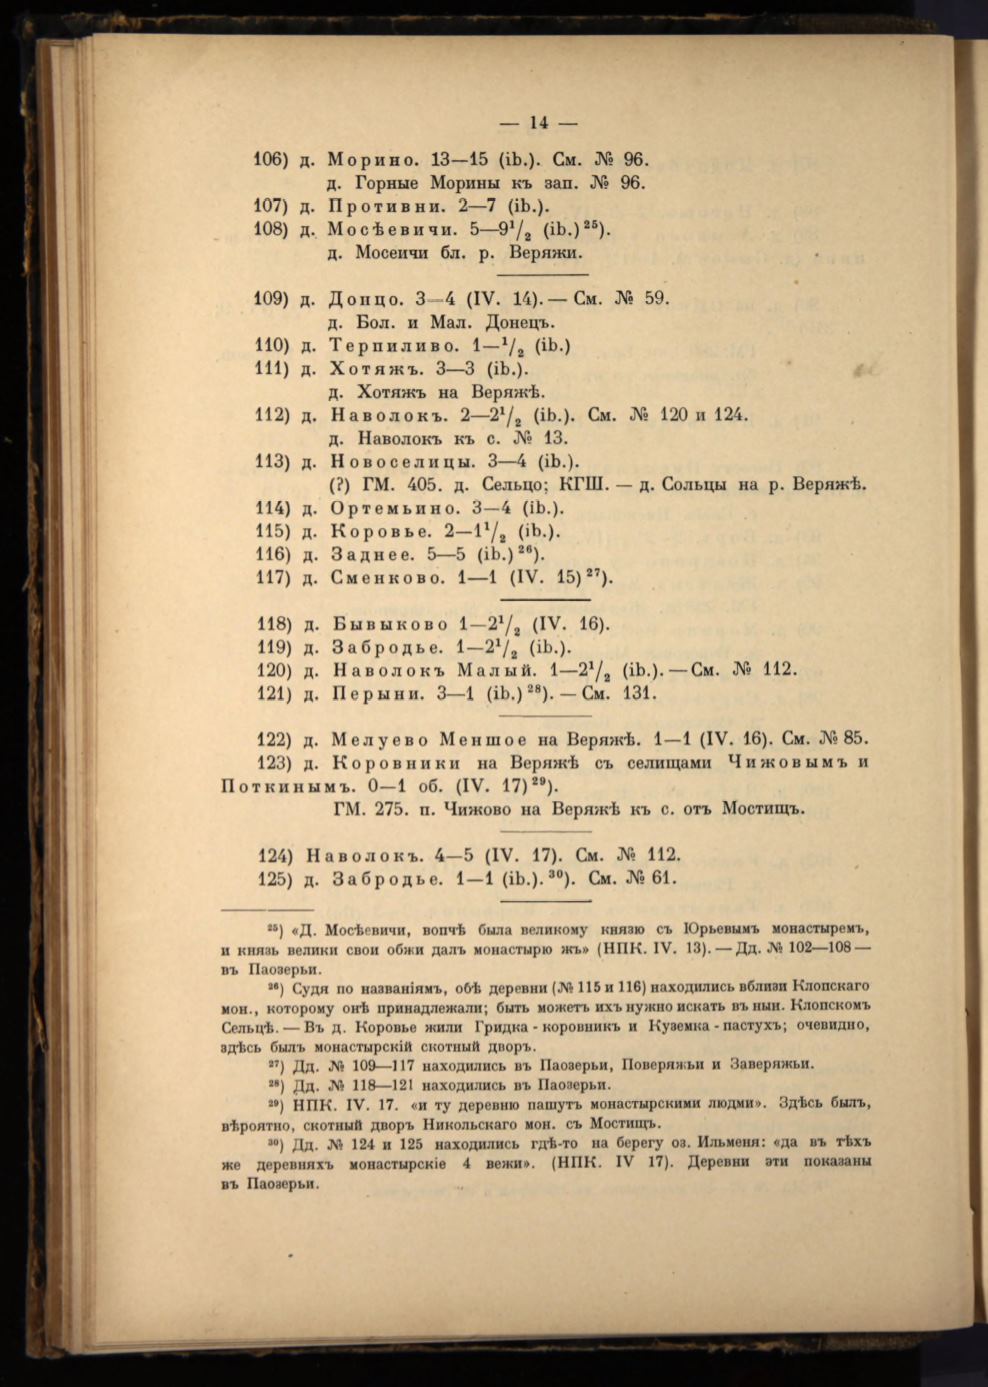 — 14 —
106) д. Морино. 13—15 (ib.). См. № 96.
д. Горные Морины къ зап. № 96.
107) д. Противни. 2—7 (ib.).
108) д. Мосѣевичи. 5—9¹/₂ (ib.)²⁵).
д. Мосеичи бл. р. Веряжи.
109) д. Донцо. 3—4 (IV. 14). — См. № 59.
д. Бол. и Мал. Донецъ.
110) д. Терпиливо. 1—¹/₂ (ib.)
111) д. Хотяжъ. 3—3 (ib.).
д. Хотяжъ на Веряжѣ.
112) д. Наволокъ. 2—2¹/₂ (ib.). См. № 120 и 124.
д. Наволокъ къ с. № 13.
113) д. Новоселицы. 3—4 (ib.).
(?) ГМ. 405. д. Сельцо; КГШ. — д. Сольцы на р. Веряжѣ.
114) д. Ортемьино. 3—4 (ib.).
115) д. Коровье. 2—1¹/₂ (ib.).
116) д. Заднее. 5—5 (ib.)²⁶).
117) д. Сменково. 1—1 (IV. 15)²⁷).
118) д. Бывыково 1—2¹/₂ (IV. 16).
119) д. Забродье. 1—2¹/₂ (ib.).
120) д. Наволокъ Малый. 1—2¹/₂ (ib.). — См. № 112.
121) д. Перыни. 3—1 (ib.)²⁸). — См. 131.
122) д. Мелуево Меншое на Веряжѣ. 1—1 (IV. 16). См. № 85.
123) д. Коровники на Веряжѣ съ селищами Чижовымъ и
Поткинымъ. 0—1 об. (IV. 17)²⁹).
ГМ. 275. п. Чижово на Веряжѣ къ с. отъ Мостищъ.
124) Наволокъ. 4—5 (IV. 17). См. № 112.
125) д. Забродье. 1—1 (ib.).³⁰). См. № 61.
²⁵) «Д. Мосѣевичи, вопчѣ была великому князю съ Юрьевымъ монастыремъ,
и князь велики свои обжи далъ монастырю жъ» (НПК. IV. 13). — Дд. № 102—108 —
въ Паозерьи.
²⁶) Судя по названіямъ, обѣ деревни (№ 115 и 116) находились вблизи Клопскаго
мон., которому онѣ принадлежали; быть можетъ ихъ нужно искать въ нын. Клопскомъ
Сельцѣ. — Въ д. Коровье жили Гридка-коровникъ и Куземка-пастухъ; очевидно,
здѣсь былъ монастырскій скотный дворъ.
²⁷) Дд. № 109—117 находились въ Паозерьи, Поверяжьи и Заверяжьи.
²⁸) Дд. № 118—121 находились въ Паозерьи.
²⁹) НПК. IV. 17. «и ту деревню пашутъ монастырскими людми». Здѣсь былъ,
вѣроятно, скотный дворъ Никольскаго мон. съ Мостищъ.
³⁰) Дд. № 124 и 125 находились гдѣ-то на берегу оз. Ильменя: «да въ тѣхъ
же деревняхъ монастырскіе 4 вежи». (НПК. IV 17). Деревни эти показаны
въ Паозерьи.